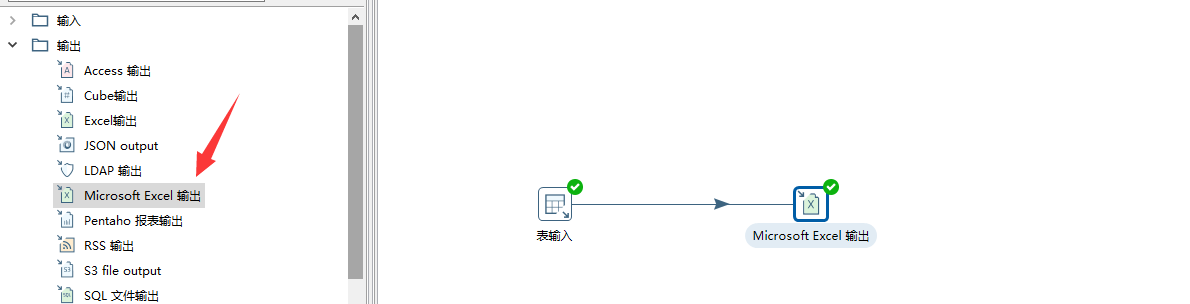 输入
输出
Access 输出
Cube输出
Excel输出
JSON output
LDAP 输出
Microsoft Excel 输出
Pentaho 报表输出
RSS 输出
S3 file output
SQL 文件输出
表输入
Microsoft Excel 输出